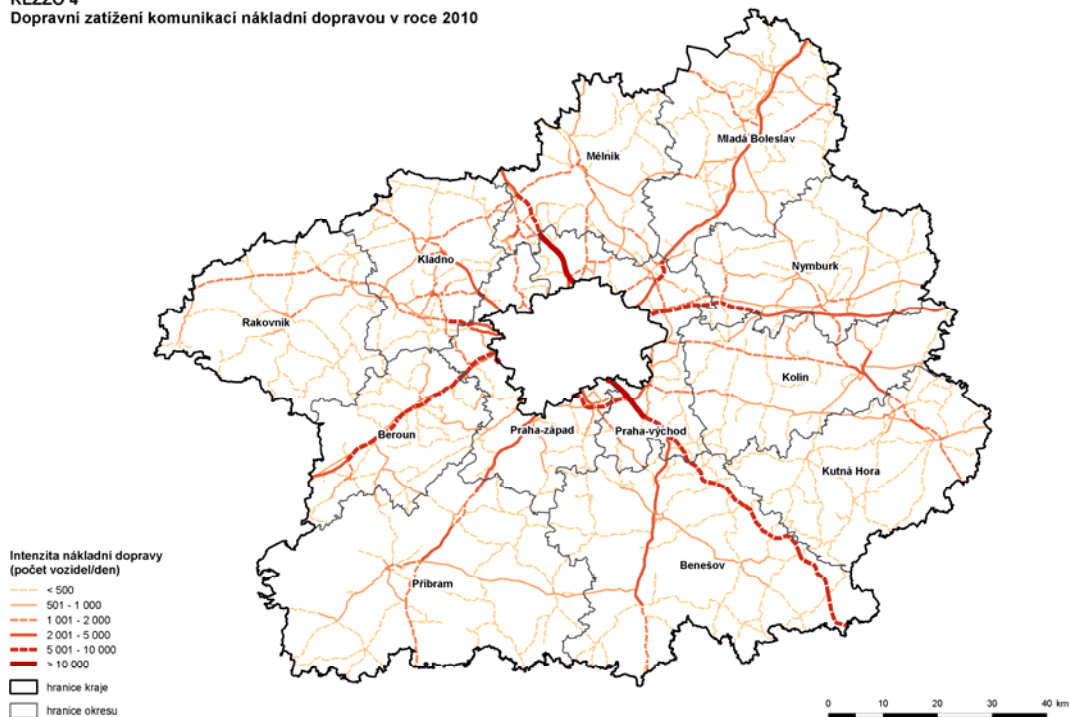 REZZO 4
Dopravní zatížení komunikací nákladní dopravou v roce 2010
Mladá Boleslav
Mělník
Kladno
Nymburk
Rakovník
Kolín
Beroun
Praha-západ
Praha-východ
Kutná Hora
Benešov
Příbram
Intenzita nákladní dopravy
(počet vozidel/den)
< 500
501 - 1 000
1 001 - 2 000
2 001 - 5 000
5 001 - 10 000
> 10 000
hranice kraje
hranice okresu
0 10 20 30 40 km